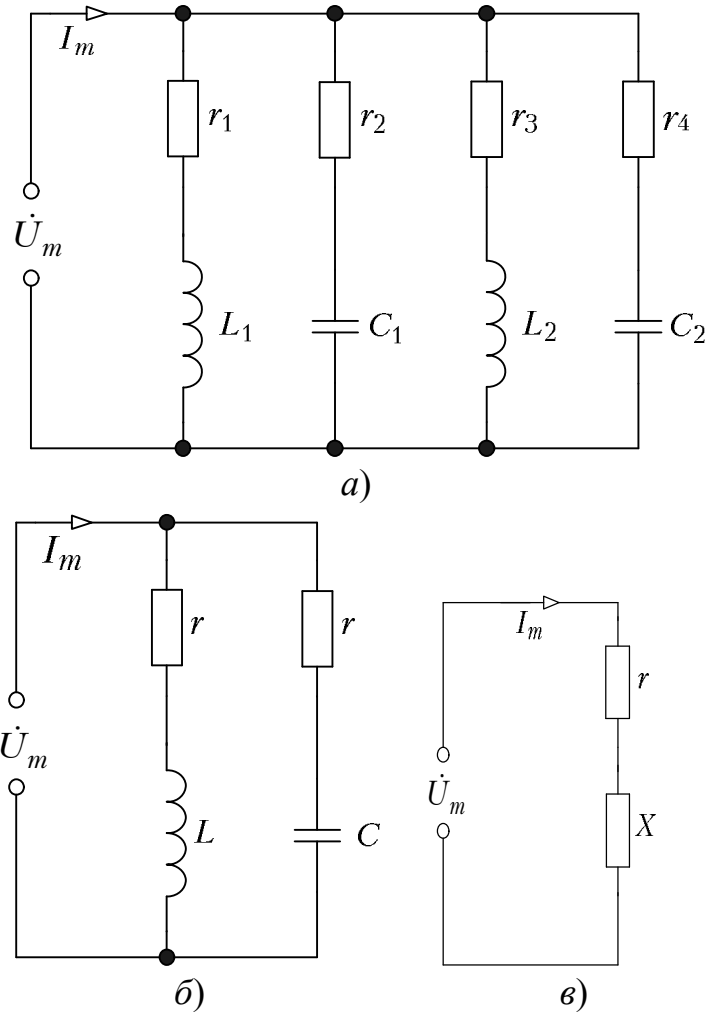 I_m
r_1 r_2 r_3 r_4
U̇_m
L_1 C_1 L_2 C_2
а)
I_m
r r
I_m
r
U̇_m
U̇_m
X
L C
б) в)